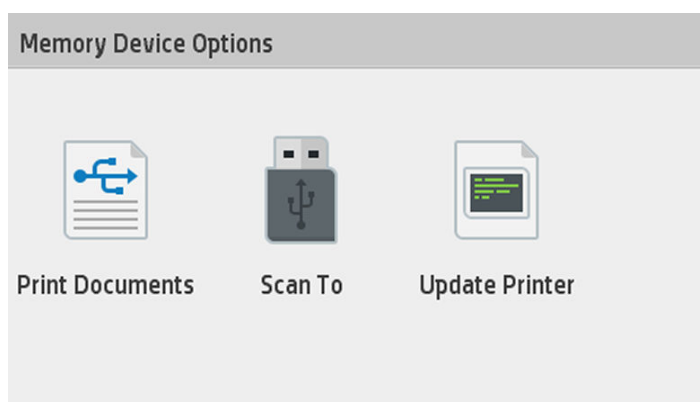 Memory Device Options
Print Documents
Scan To
Update Printer